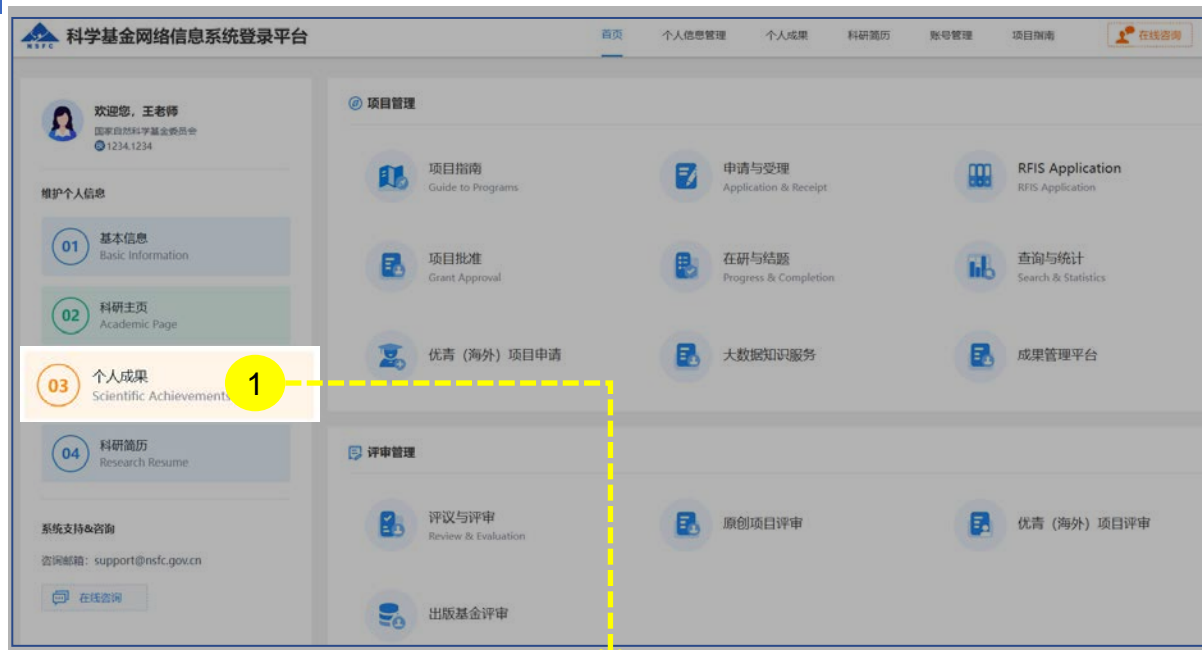 NSFC
科学基金网络信息系统登录平台
首页 个人信息管理 个人成果 科研简历 账号管理 项目指南 在线咨询
欢迎您，王老师
国家自然科学基金委员会
1234.1234
维护个人信息
01 基本信息
Basic Information
02 科研主页
Academic Page
03 个人成果
Scientific Achievements
1
04 科研简历
Research Resume
系统支持&咨询
咨询邮箱：support@nsfc.gov.cn
在线咨询
项目管理
项目指南
Guide to Programs
申请与受理
Application & Receipt
RFIS Application
RFIS Application
项目批准
Grant Approval
在研与结题
Progress & Completion
查询与统计
Search & Statistics
优青（海外）项目申请
大数据知识服务
成果管理平台
评审管理
评议与评审
Review & Evaluation
原创项目评审
优青（海外）项目评审
出版基金评审